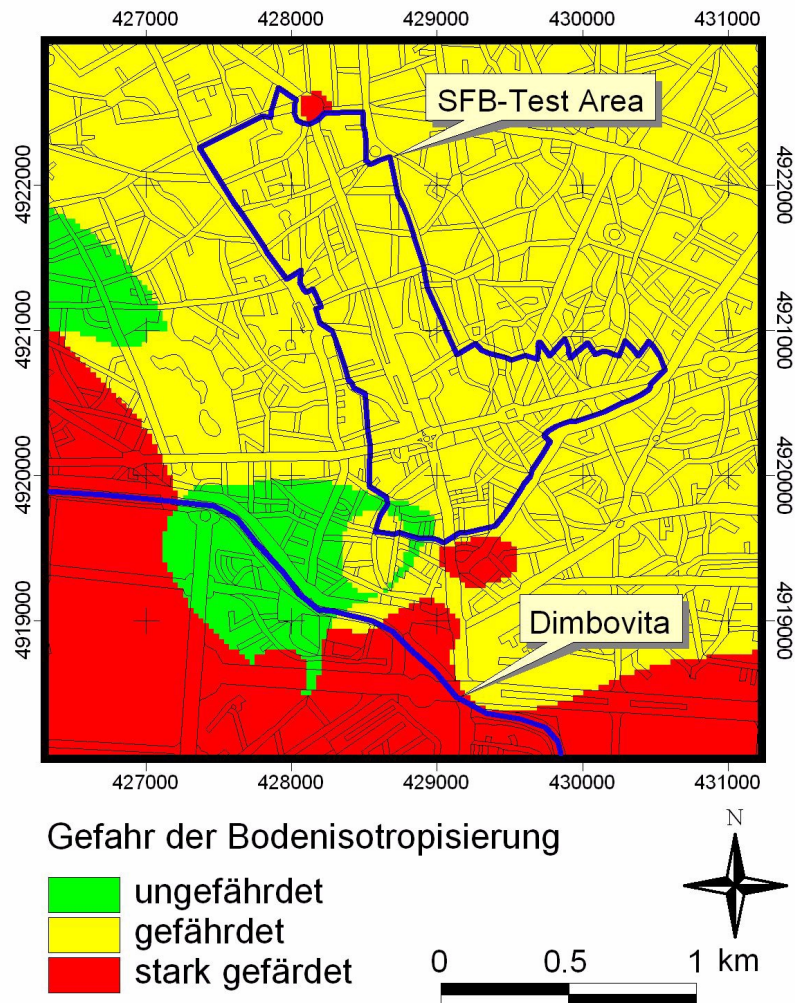 427000 428000 429000 430000 431000
SFB-Test Area
4922000 4922000
4921000 4921000
4920000 4920000
4919000 4919000
Dimbovita
427000 428000 429000 430000 431000
Gefahr der Bodenisotropisierung
N
ungefährdet
gefährdet
stark gefärdet
0 0.5 1 km